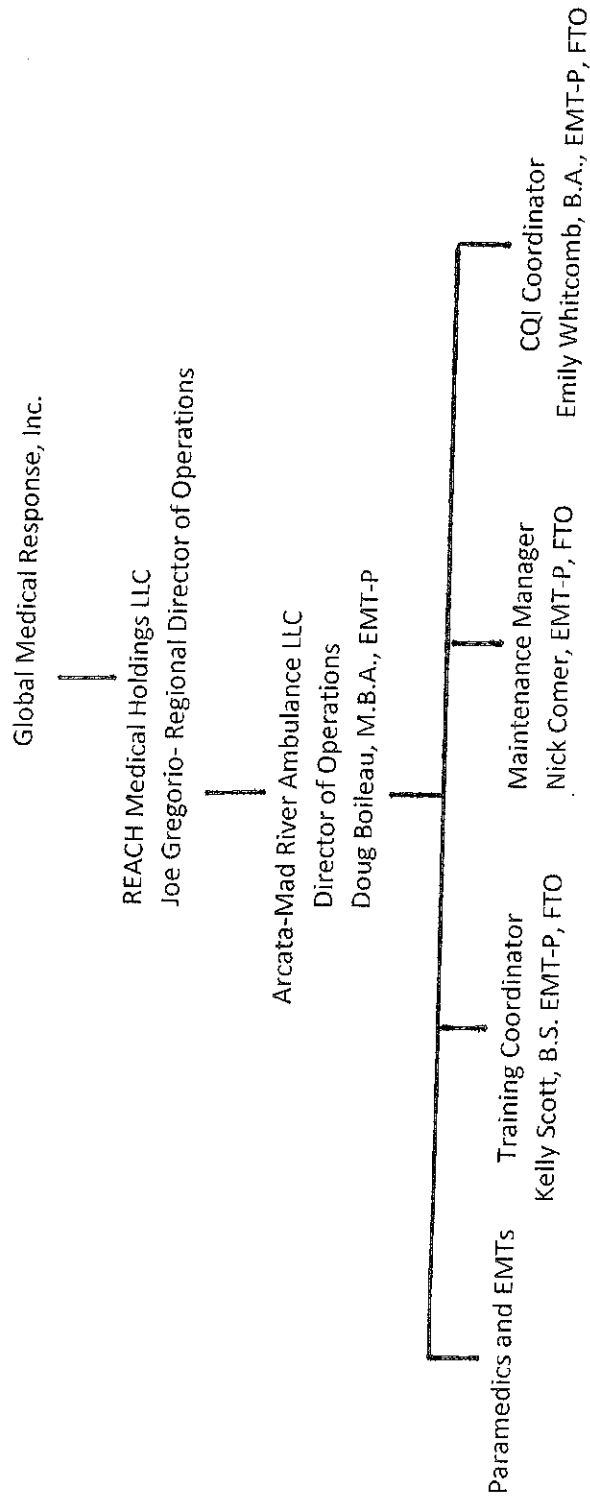 Global Medical Response, Inc.
REACH Medical Holdings LLC
Joe Gregorio- Regional Director of Operations
Arcata-Mad River Ambulance LLC
Director of Operations
Doug Boileau, M.B.A., EMT-P
Paramedics and EMTs
Training Coordinator
Kelly Scott, B.S. EMT-P, FTO
Maintenance Manager
Nick Comer, EMT-P, FTO
CQI Coordinator
Emily Whitcomb, B.A., EMT-P, FTO